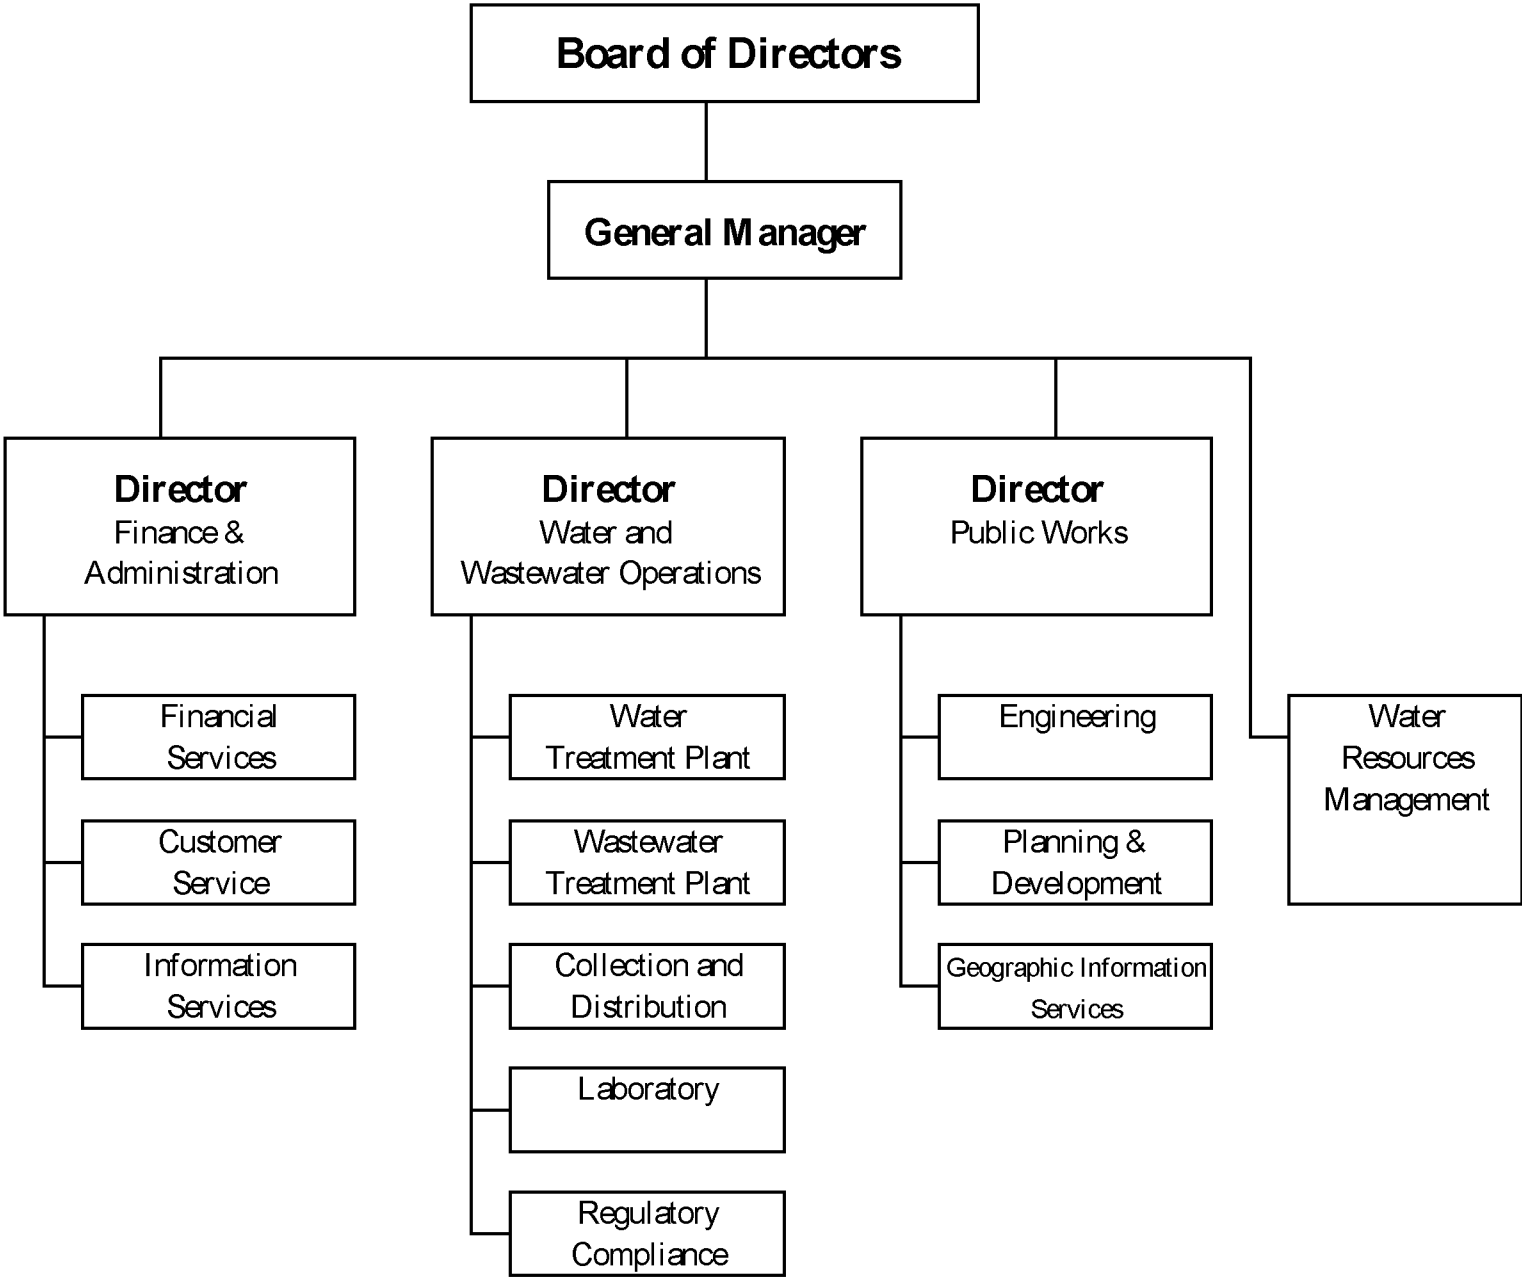 Board of Directors
General Manager
Director
Finance &
Administration
Director
Water and
Wastewater Operations
Director
Public Works
Financial
Services
Customer
Service
Information
Services
Water
Treatment Plant
Wastewater
Treatment Plant
Collection and
Distribution
Laboratory
Regulatory
Compliance
Engineering
Planning &
Development
Geographic Information
Services
Water
Resources
Management